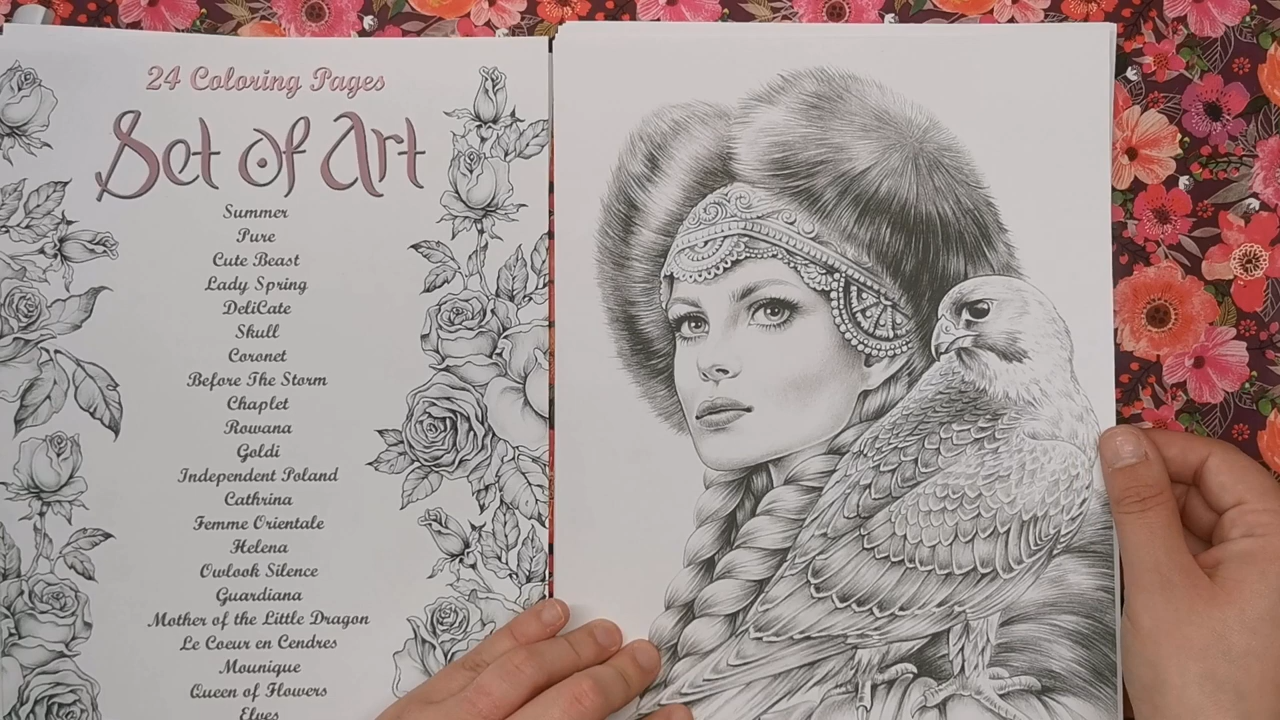 24 Coloring Pages
Set of Art
Summer
Pure
Cute Beast
Lady Spring
DeliCate
Skull
Coronet
Before The Storm
Chaplet
Rowana
Goldi
Independent Poland
Cathrina
Femme Orientale
Helena
Owlook Silence
Guardiana
Mother of the Little Dragon
Le Coeur en Cendres
Mounique
Queen of Flowers
Elves